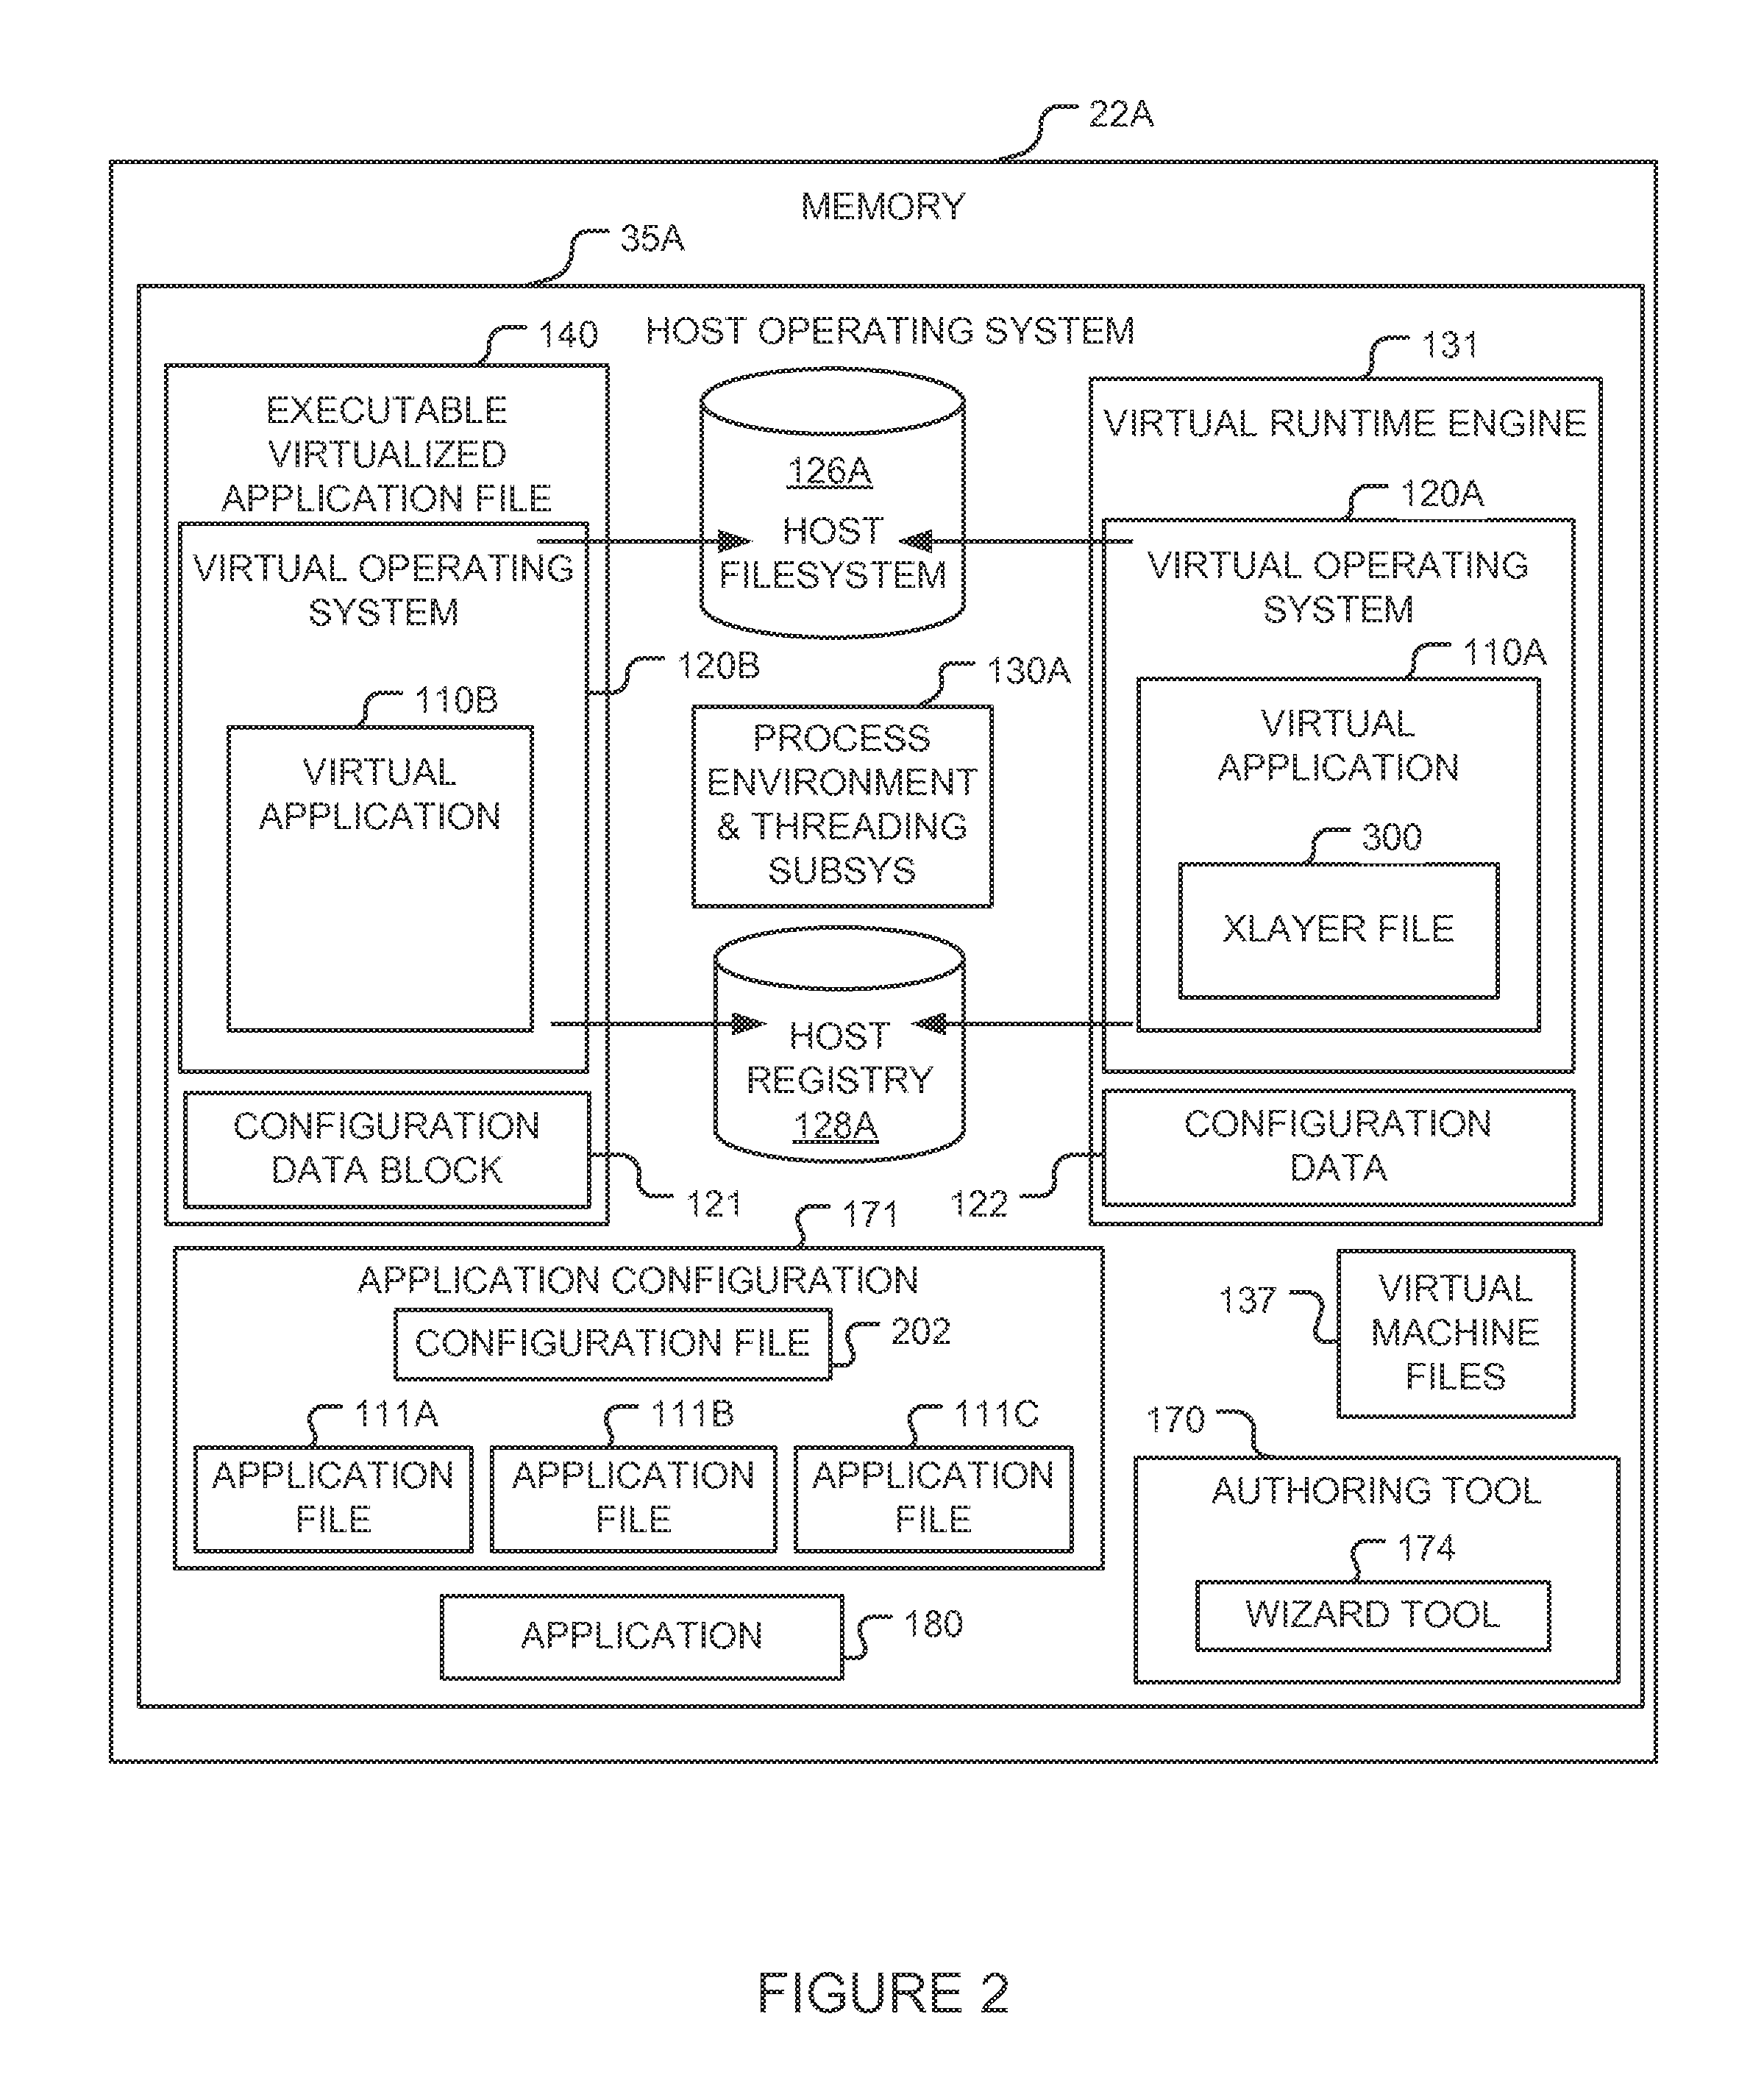 22A
MEMORY
35A
HOST OPERATING SYSTEM
140
EXECUTABLE
VIRTUALIZED
APPLICATION FILE
VIRTUAL OPERATING
SYSTEM
120B
110B
VIRTUAL
APPLICATION
CONFIGURATION
DATA BLOCK
121
126A
HOST
FILESYSTEM
130A
PROCESS
ENVIRONMENT
& THREADING
SUBSYS
HOST
REGISTRY
128A
131
VIRTUAL RUNTIME ENGINE
120A
VIRTUAL OPERATING
SYSTEM
110A
VIRTUAL
APPLICATION
300
XLAYER FILE
CONFIGURATION
DATA
122
171
APPLICATION CONFIGURATION
CONFIGURATION FILE
202
111A
APPLICATION
FILE
111B
APPLICATION
FILE
111C
APPLICATION
FILE
137
VIRTUAL
MACHINE
FILES
170
AUTHORING TOOL
174
WIZARD TOOL
APPLICATION
180
FIGURE 2